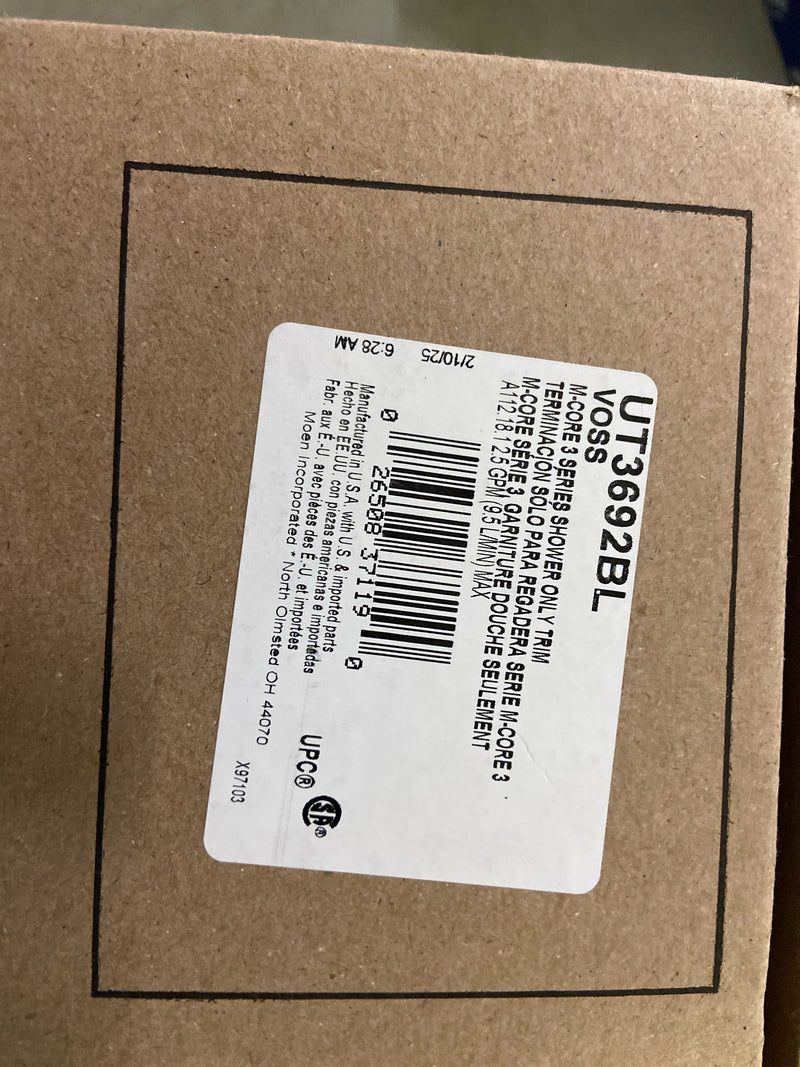 UT3692BL
VOSS
M-CORE 3 SERIES SHOWER ONLY TRIM
TERMINACIÓN SOLO PARA REGADERA SERIE M-CORE 3
M-CORE SÉRIE 3, GARNITURE DOUCHE SEULEMENT
A112.18.1 2.5 GPM (9.5 L/MIN) MAX
2/10/25
6:28 AM
0 26508 37119 0
Manufactured in U.S.A. with U.S. & imported parts
Hecho en EE.UU. con piezas americanas e importadas
Fabr. aux É.-U. avec pièces des É.-U. et importées
Moen Incorporated * North Olmsted OH 44070
UPC®
SA®
X97103